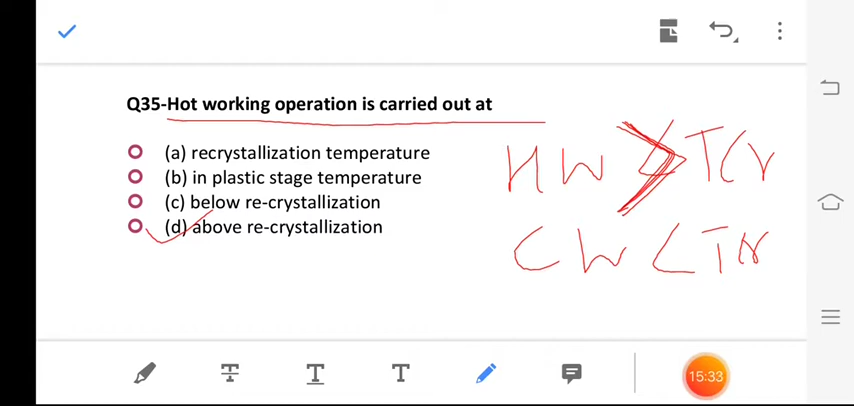 Q35-Hot working operation is carried out at
(a) recrystallization temperature
(b) in plastic stage temperature
(c) below re-crystallization
(d) above re-crystallization
HW > TCr
CW < TCr
T
T
T
15:33